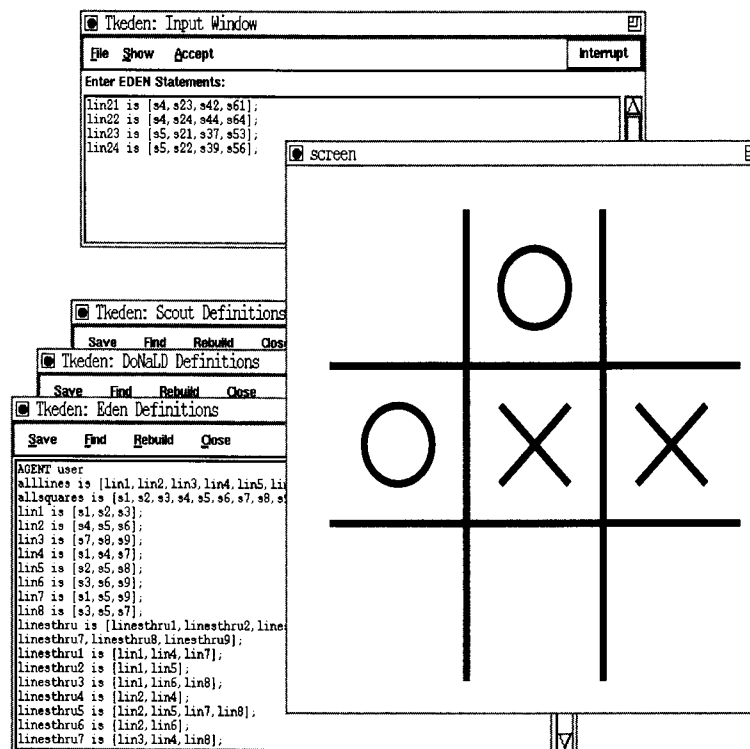 Tkeden: Input Window
File Show Accept Interrupt
Enter EDEN Statements:
lin21 is [s4,s23,s42,s61];
lin22 is [s4,s24,s44,s64];
lin23 is [s5,s21,s37,s53];
lin24 is [s5,s22,s39,s56];
screen
Tkeden: Scout Definitions
Save Find Rebuild Close
Tkeden: DoNaLD Definitions
Save Find Rebuild Close
Tkeden: Eden Definitions
Save Find Rebuild Close
AGENT user
alllines is [lin1,lin2,lin3,lin4,lin5,
allsquares is [s1,s2,s3,s4,s5,s6,s7,s8,
lin1 is [s1,s2,s3];
lin2 is [s4,s5,s6];
lin3 is [s7,s8,s9];
lin4 is [s1,s4,s7];
lin5 is [s2,s5,s8];
lin6 is [s3,s6,s9];
lin7 is [s1,s5,s9];
lin8 is [s3,s5,s7];
linesthru is [linesthru1,linesthru2,
linesthru7,linesthru8,linesthru9];
linesthru1 is [lin1,lin4,lin7];
linesthru2 is [lin1,lin5];
linesthru3 is [lin1,lin6,lin8];
linesthru4 is [lin2,lin4];
linesthru5 is [lin2,lin5,lin7,lin8];
linesthru6 is [lin2,lin6];
linesthru7 is [lin3,lin4,lin8];